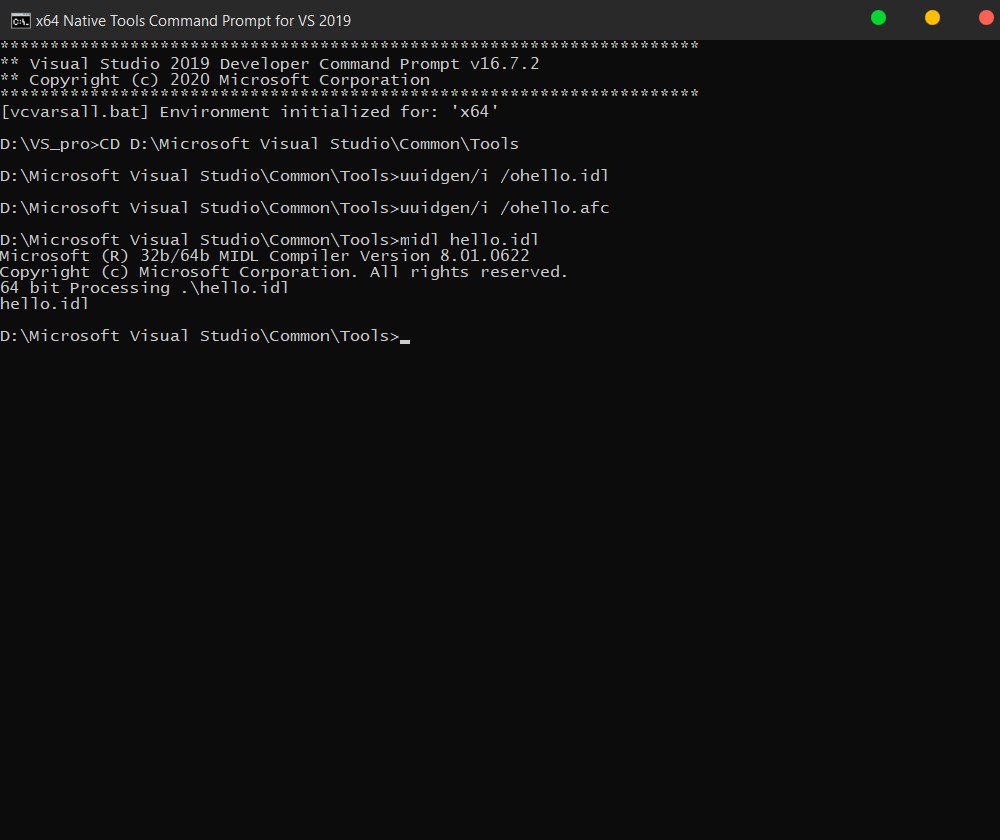 x64 Native Tools Command Prompt for VS 2019
**********************************************************************
** Visual Studio 2019 Developer Command Prompt v16.7.2
** Copyright (c) 2020 Microsoft Corporation
**********************************************************************
[vcvarsall.bat] Environment initialized for: 'x64'
D:\VS_pro>CD D:\Microsoft Visual Studio\Common\Tools
D:\Microsoft Visual Studio\Common\Tools>uuidgen/i /ohello.idl
D:\Microsoft Visual Studio\Common\Tools>uuidgen/i /ohello.afc
D:\Microsoft Visual Studio\Common\Tools>midl hello.idl
Microsoft (R) 32b/64b MIDL Compiler Version 8.01.0622
Copyright (c) Microsoft Corporation. All rights reserved.
64 bit Processing .\hello.idl
hello.idl
D:\Microsoft Visual Studio\Common\Tools>